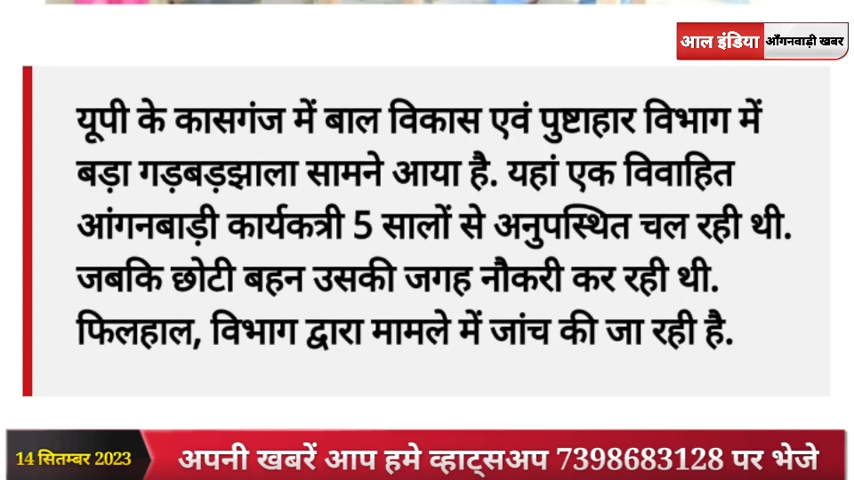 आल इंडिया आँगनवाड़ी खबर
यूपी के कासगंज में बाल विकास एवं पुष्टाहार विभाग में
बड़ा गड़बड़झाला सामने आया है. यहां एक विवाहित
आंगनबाड़ी कार्यकत्री 5 सालों से अनुपस्थित चल रही थी.
जबकि छोटी बहन उसकी जगह नौकरी कर रही थी.
फिलहाल, विभाग द्वारा मामले में जांच की जा रही है.
14 सितम्बर 2023 अपनी खबरें आप हमे व्हाट्सअप 7398683128 पर भेजे